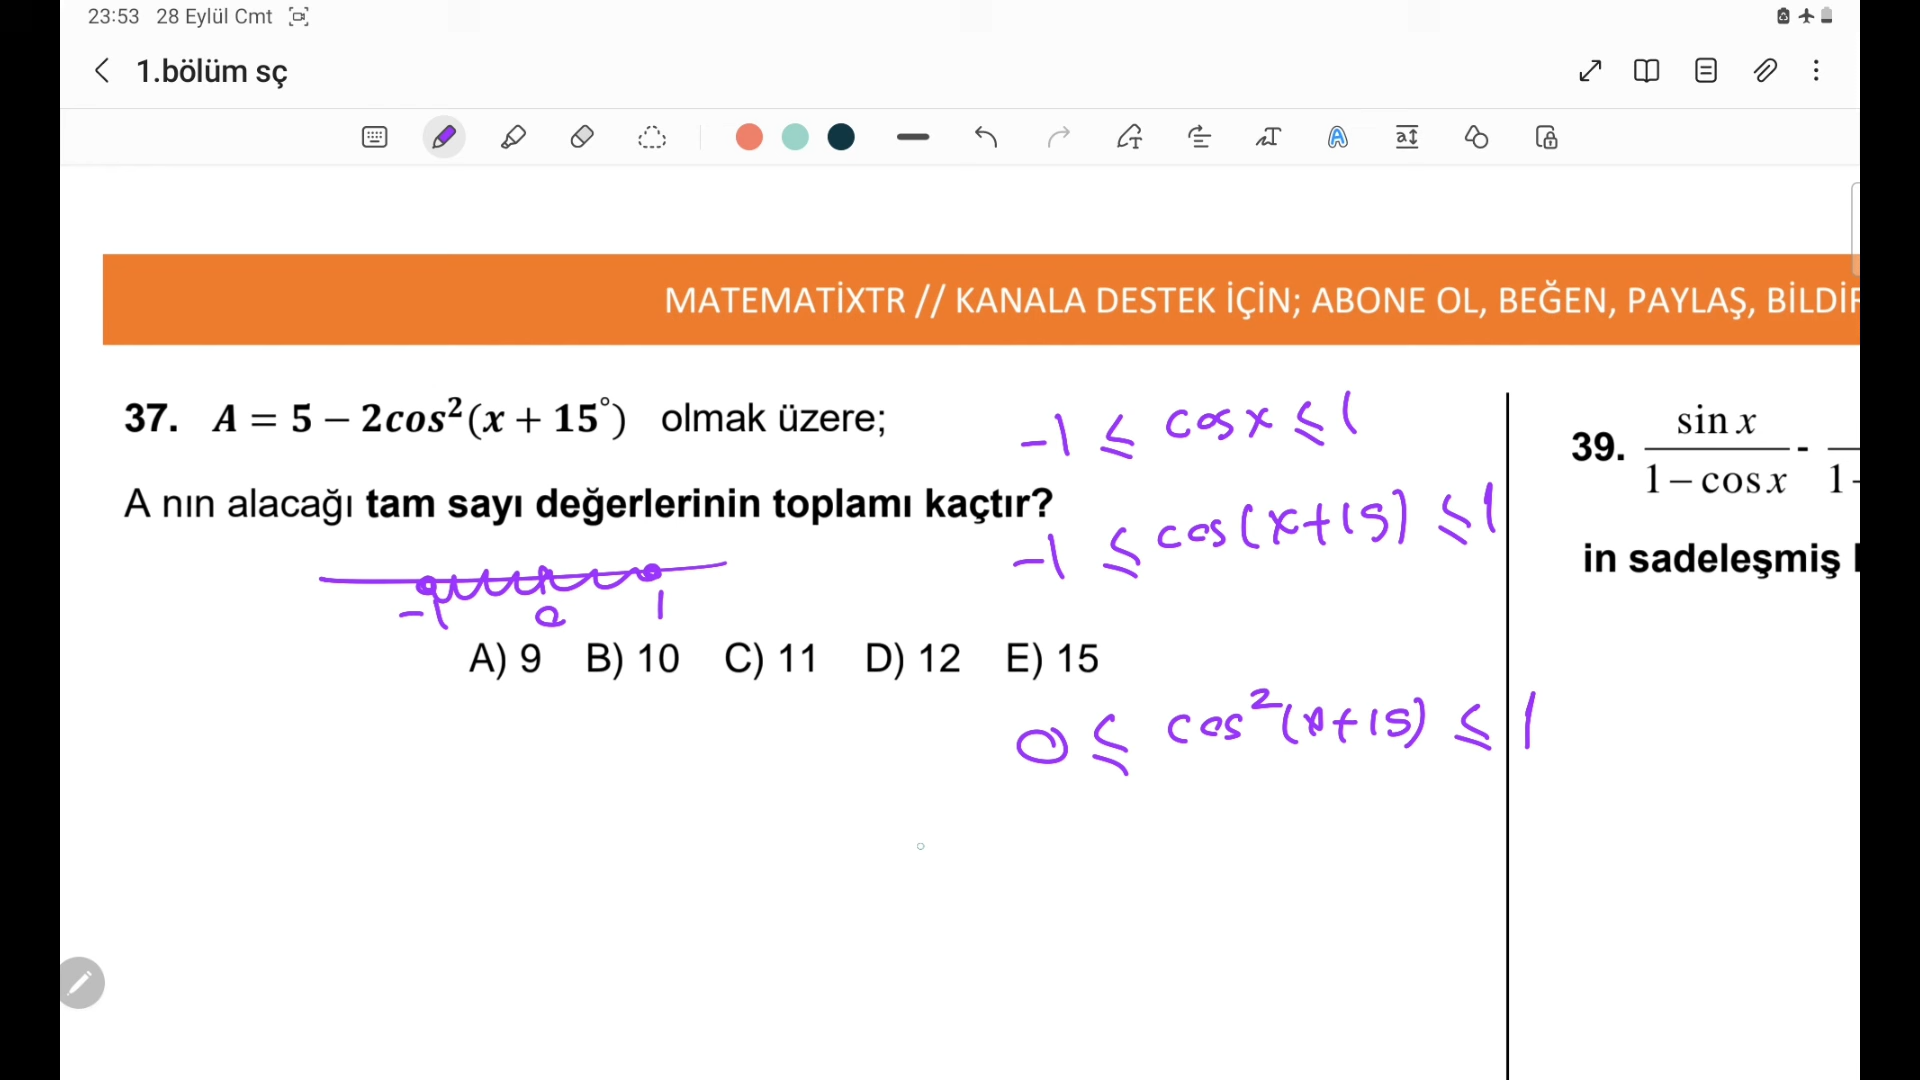 23:53 28 Eylül Cmt
1.bölüm sç
MATEMATİXTR // KANALA DESTEK İÇİN; ABONE OL, BEĞEN, PAYLAŞ, BİLDİR
37. A = 5 − 2cos²(x + 15°) olmak üzere;
A nın alacağı tam sayı değerlerinin toplamı kaçtır?
-1 0 1
A) 9 B) 10 C) 11 D) 12 E) 15
-1 ≤ cosx ≤ 1
-1 ≤ cos(x+15) ≤ 1
0 ≤ cos²(x+15) ≤ 1
39. sin x / 1 − cos x - 1-
in sadeleşmiş